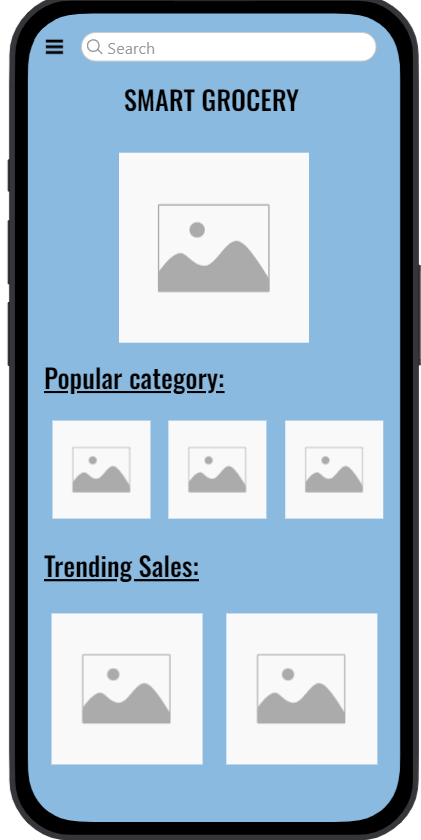 Search
SMART GROCERY
Popular category:
Trending Sales: